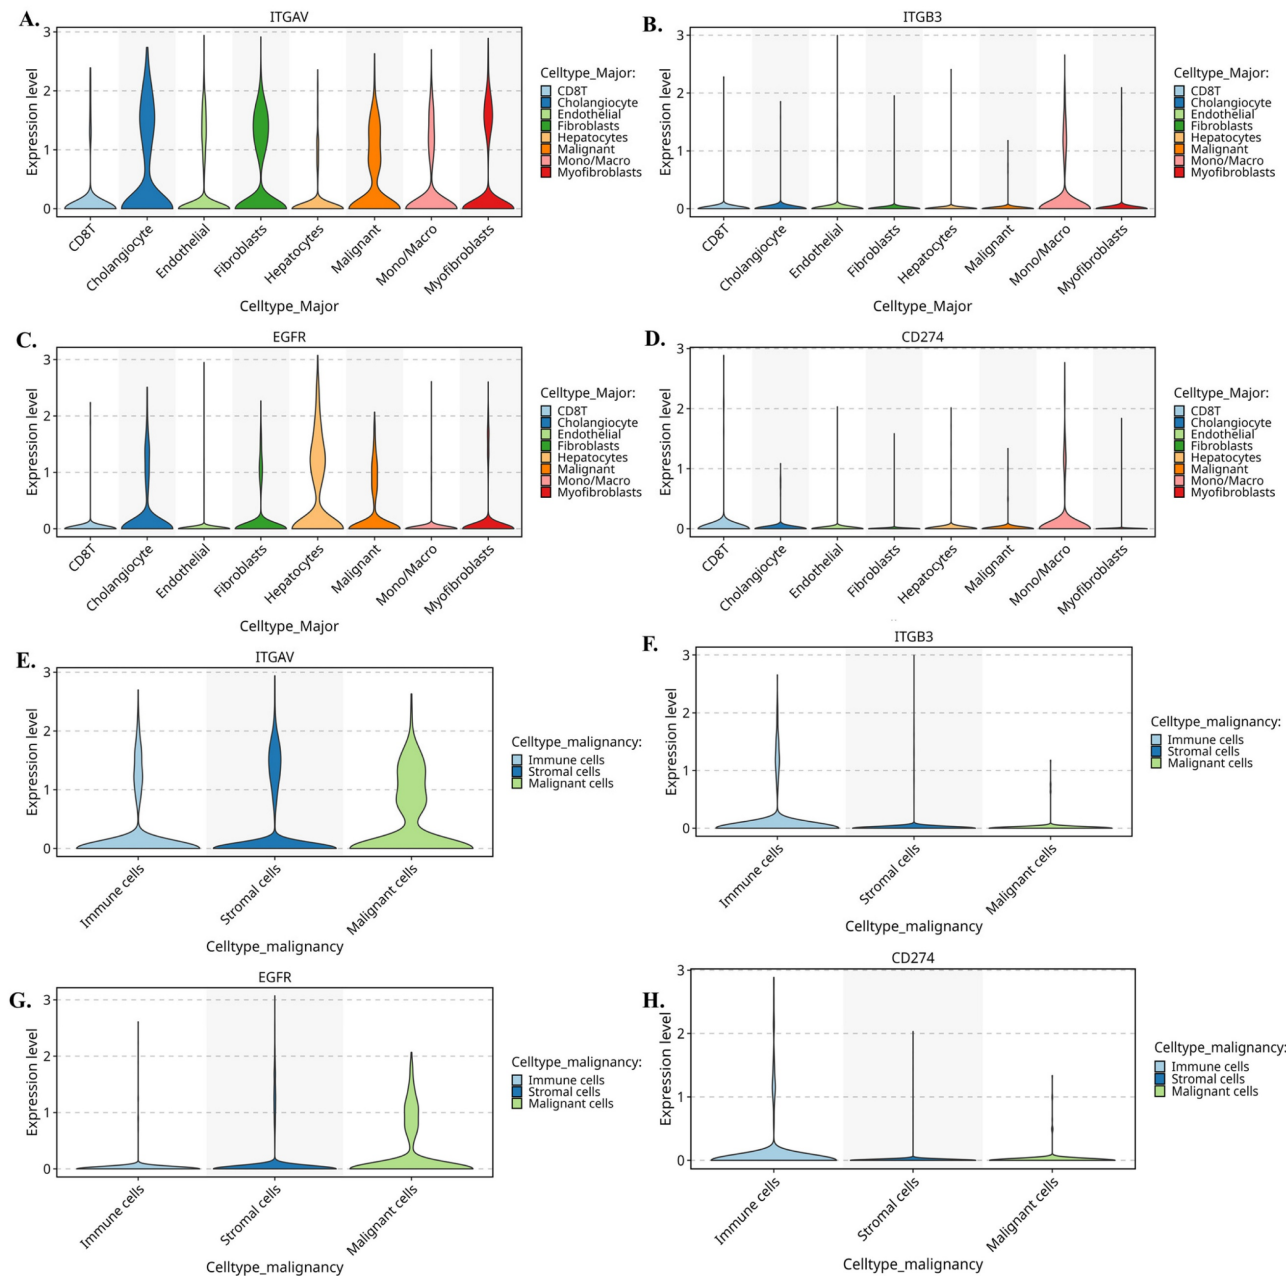 A.
ITGAV
3
2
1
0
Expression level
CD8T
Cholangiocyte
Endothelial
Fibroblasts
Hepatocytes
Malignant
Mono/Macro
Myofibroblasts
Celltype_Major
Celltype_Major:
CD8T
Cholangiocyte
Endothelial
Fibroblasts
Hepatocytes
Malignant
Mono/Macro
Myofibroblasts
B.
ITGB3
3
2
1
0
Expression level
CD8T
Cholangiocyte
Endothelial
Fibroblasts
Hepatocytes
Malignant
Mono/Macro
Myofibroblasts
Celltype_Major
Celltype_Major:
CD8T
Cholangiocyte
Endothelial
Fibroblasts
Hepatocytes
Malignant
Mono/Macro
Myofibroblasts
C.
EGFR
3
2
1
0
Expression level
CD8T
Cholangiocyte
Endothelial
Fibroblasts
Hepatocytes
Malignant
Mono/Macro
Myofibroblasts
Celltype_Major
Celltype_Major:
CD8T
Cholangiocyte
Endothelial
Fibroblasts
Hepatocytes
Malignant
Mono/Macro
Myofibroblasts
D.
CD274
3
2
1
0
Expression level
CD8T
Cholangiocyte
Endothelial
Fibroblasts
Hepatocytes
Malignant
Mono/Macro
Myofibroblasts
Celltype_Major
Celltype_Major:
CD8T
Cholangiocyte
Endothelial
Fibroblasts
Hepatocytes
Malignant
Mono/Macro
Myofibroblasts
E.
ITGAV
3
2
1
0
Expression level
Immune cells
Stromal cells
Malignant cells
Celltype_malignancy
Celltype_malignancy:
Immune cells
Stromal cells
Malignant cells
F.
ITGB3
3
2
1
0
Expression level
Immune cells
Stromal cells
Malignant cells
Celltype_malignancy
Celltype_malignancy:
Immune cells
Stromal cells
Malignant cells
G.
EGFR
3
2
1
0
Expression level
Immune cells
Stromal cells
Malignant cells
Celltype_malignancy
Celltype_malignancy:
Immune cells
Stromal cells
Malignant cells
H.
CD274
3
2
1
0
Expression level
Immune cells
Stromal cells
Malignant cells
Celltype_malignancy
Celltype_malignancy:
Immune cells
Stromal cells
Malignant cells